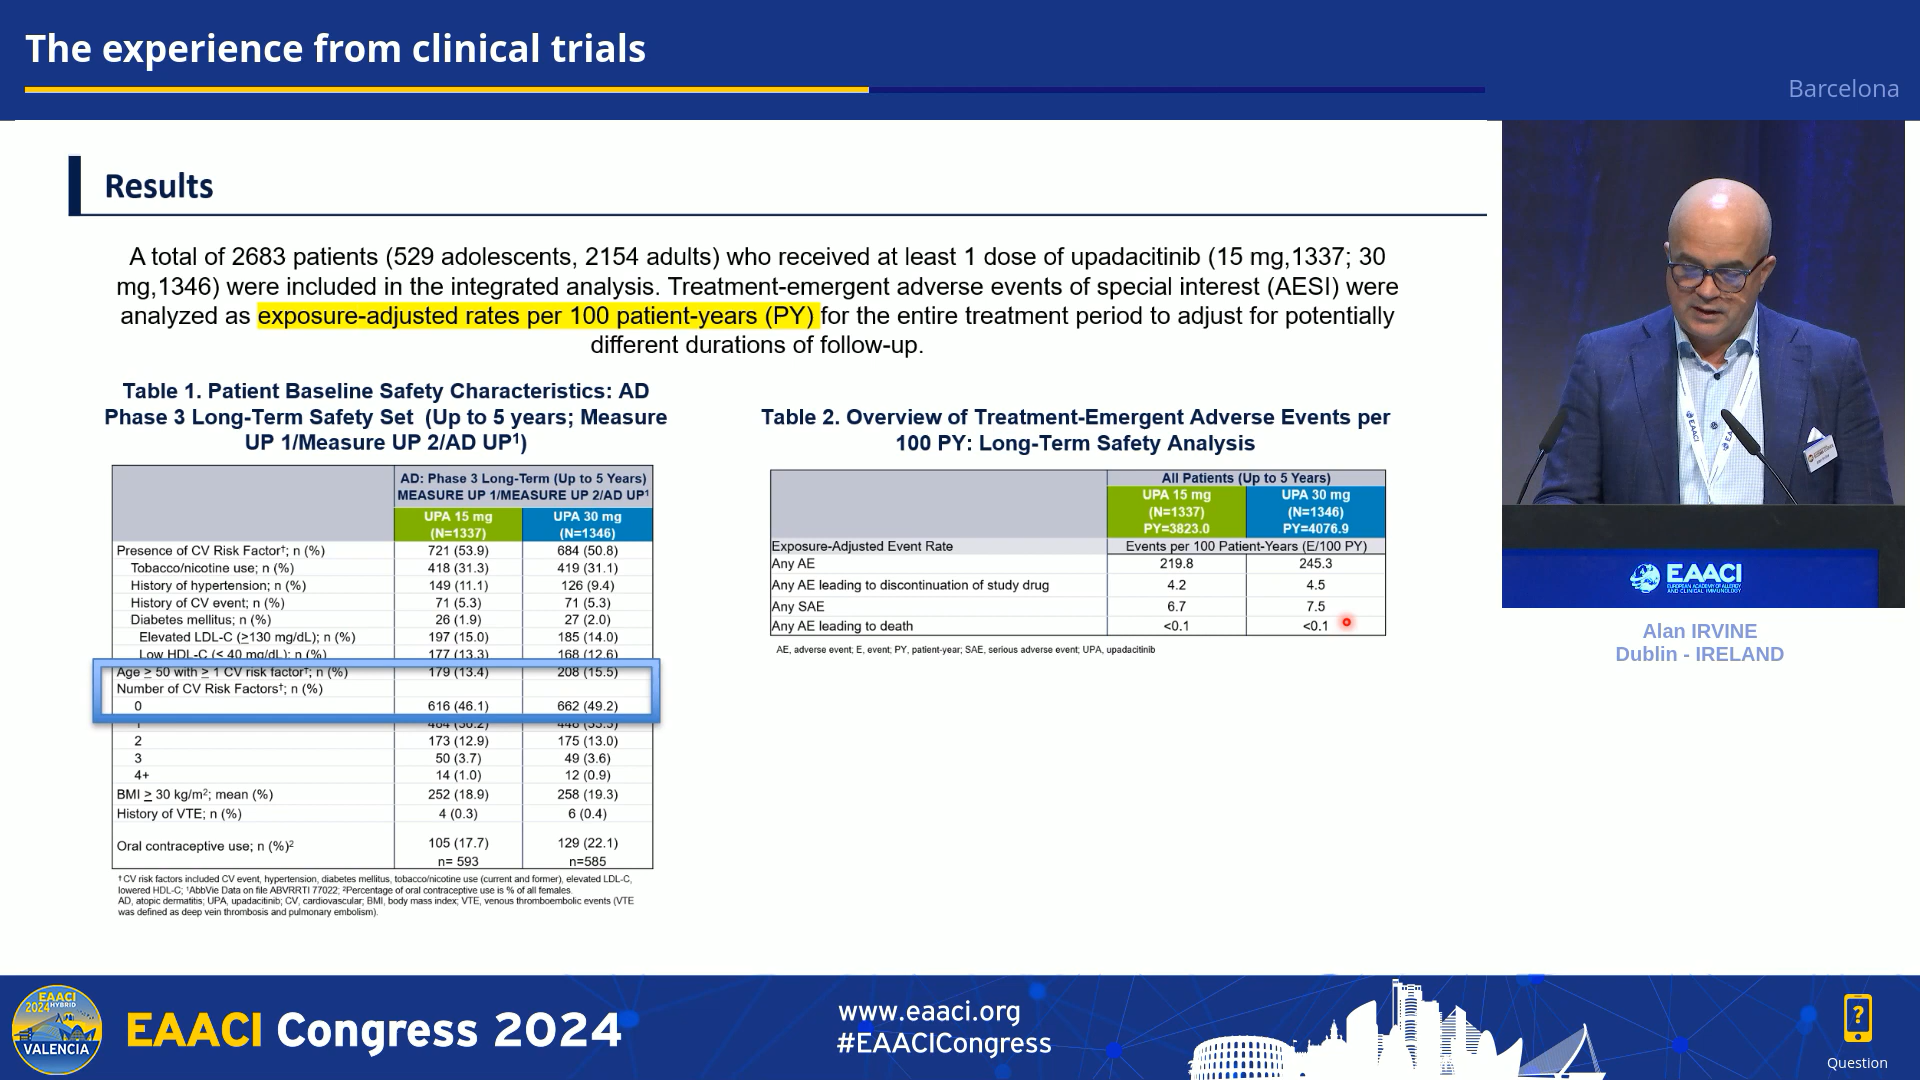 The experience from clinical trials
Barcelona
Results
A total of 2683 patients (529 adolescents, 2154 adults) who received at least 1 dose of upadacitinib (15 mg,1337; 30
mg,1346) were included in the integrated analysis. Treatment-emergent adverse events of special interest (AESI) were
analyzed as exposure-adjusted rates per 100 patient-years (PY) for the entire treatment period to adjust for potentially
different durations of follow-up.
Table 1. Patient Baseline Safety Characteristics: AD
Phase 3 Long-Term Safety Set (Up to 5 years; Measure
UP 1/Measure UP 2/AD UP¹)
AD: Phase 3 Long-Term (Up to 5 Years)
MEASURE UP 1/MEASURE UP 2/AD UP¹
UPA 15 mg UPA 30 mg
(N=1337) (N=1346)
Presence of CV Risk Factor†; n (%) 721 (53.9) 684 (50.8)
Tobacco/nicotine use; n (%) 418 (31.3) 419 (31.1)
History of hypertension; n (%) 149 (11.1) 126 (9.4)
History of CV event; n (%) 71 (5.3) 71 (5.3)
Diabetes mellitus; n (%) 26 (1.9) 27 (2.0)
Elevated LDL-C (≥130 mg/dL); n (%) 197 (15.0) 185 (14.0)
Low HDL-C (< 40 mg/dL); n (%) 177 (13.3) 168 (12.6)
Age ≥ 50 with ≥ 1 CV risk factor†; n (%) 179 (13.4) 208 (15.5)
Number of CV Risk Factors†; n (%)
0 616 (46.1) 662 (49.2)
2 173 (12.9) 175 (13.0)
3 50 (3.7) 49 (3.6)
4+ 14 (1.0) 12 (0.9)
BMI ≥ 30 kg/m²; mean (%) 252 (18.9) 258 (19.3)
History of VTE; n (%) 4 (0.3) 6 (0.4)
Oral contraceptive use; n (%)² 105 (17.7) 129 (22.1)
n= 593 n=585
†CV risk factors included CV event, hypertension, diabetes mellitus, tobacco/nicotine use (current and former), elevated LDL-C,
lowered HDL-C; ¹AbbVie Data on file ABVRRTI 77022; ²Percentage of oral contraceptive use is % of all females.
AD, atopic dermatitis; UPA, upadacitinib; CV, cardiovascular; BMI, body mass index; VTE, venous thromboembolic events (VTE
was defined as deep vein thrombosis and pulmonary embolism).
Table 2. Overview of Treatment-Emergent Adverse Events per
100 PY: Long-Term Safety Analysis
All Patients (Up to 5 Years)
UPA 15 mg UPA 30 mg
(N=1337) (N=1346)
PY=3823.0 PY=4076.9
Exposure-Adjusted Event Rate Events per 100 Patient-Years (E/100 PY)
Any AE 219.8 245.3
Any AE leading to discontinuation of study drug 4.2 4.5
Any SAE 6.7 7.5
Any AE leading to death <0.1 <0.1
AE, adverse event; E, event; PY, patient-year; SAE, serious adverse event; UPA, upadacitinib
EAACI
EUROPEAN ACADEMY OF ALLERGY
AND CLINICAL IMMUNOLOGY
Alan IRVINE
Dublin - IRELAND
EAACI
2024 HYBRID
VALENCIA
EAACI Congress 2024
www.eaaci.org
#EAACICongress
?
Question